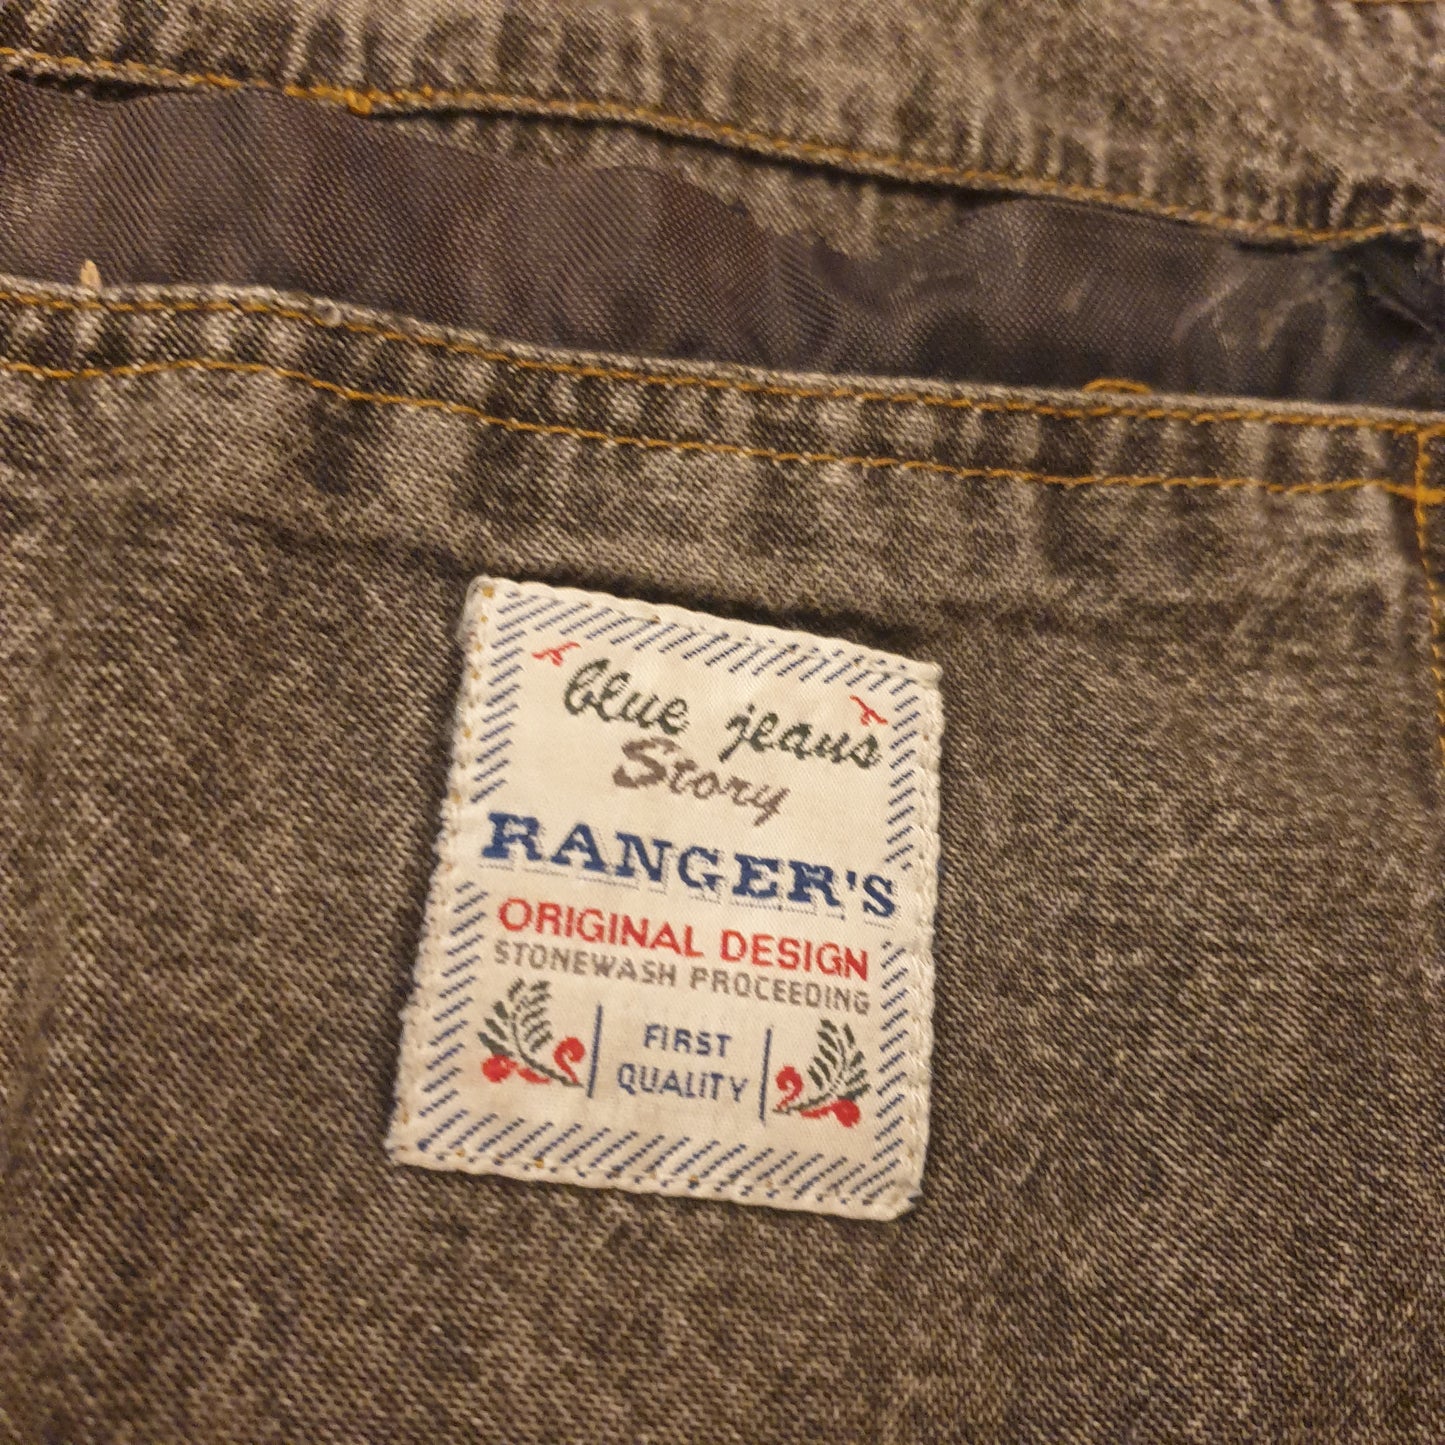 blue jeans
Story
RANGER'S
ORIGINAL DESIGN
STONEWASH PROCEEDING
FIRST
QUALITY